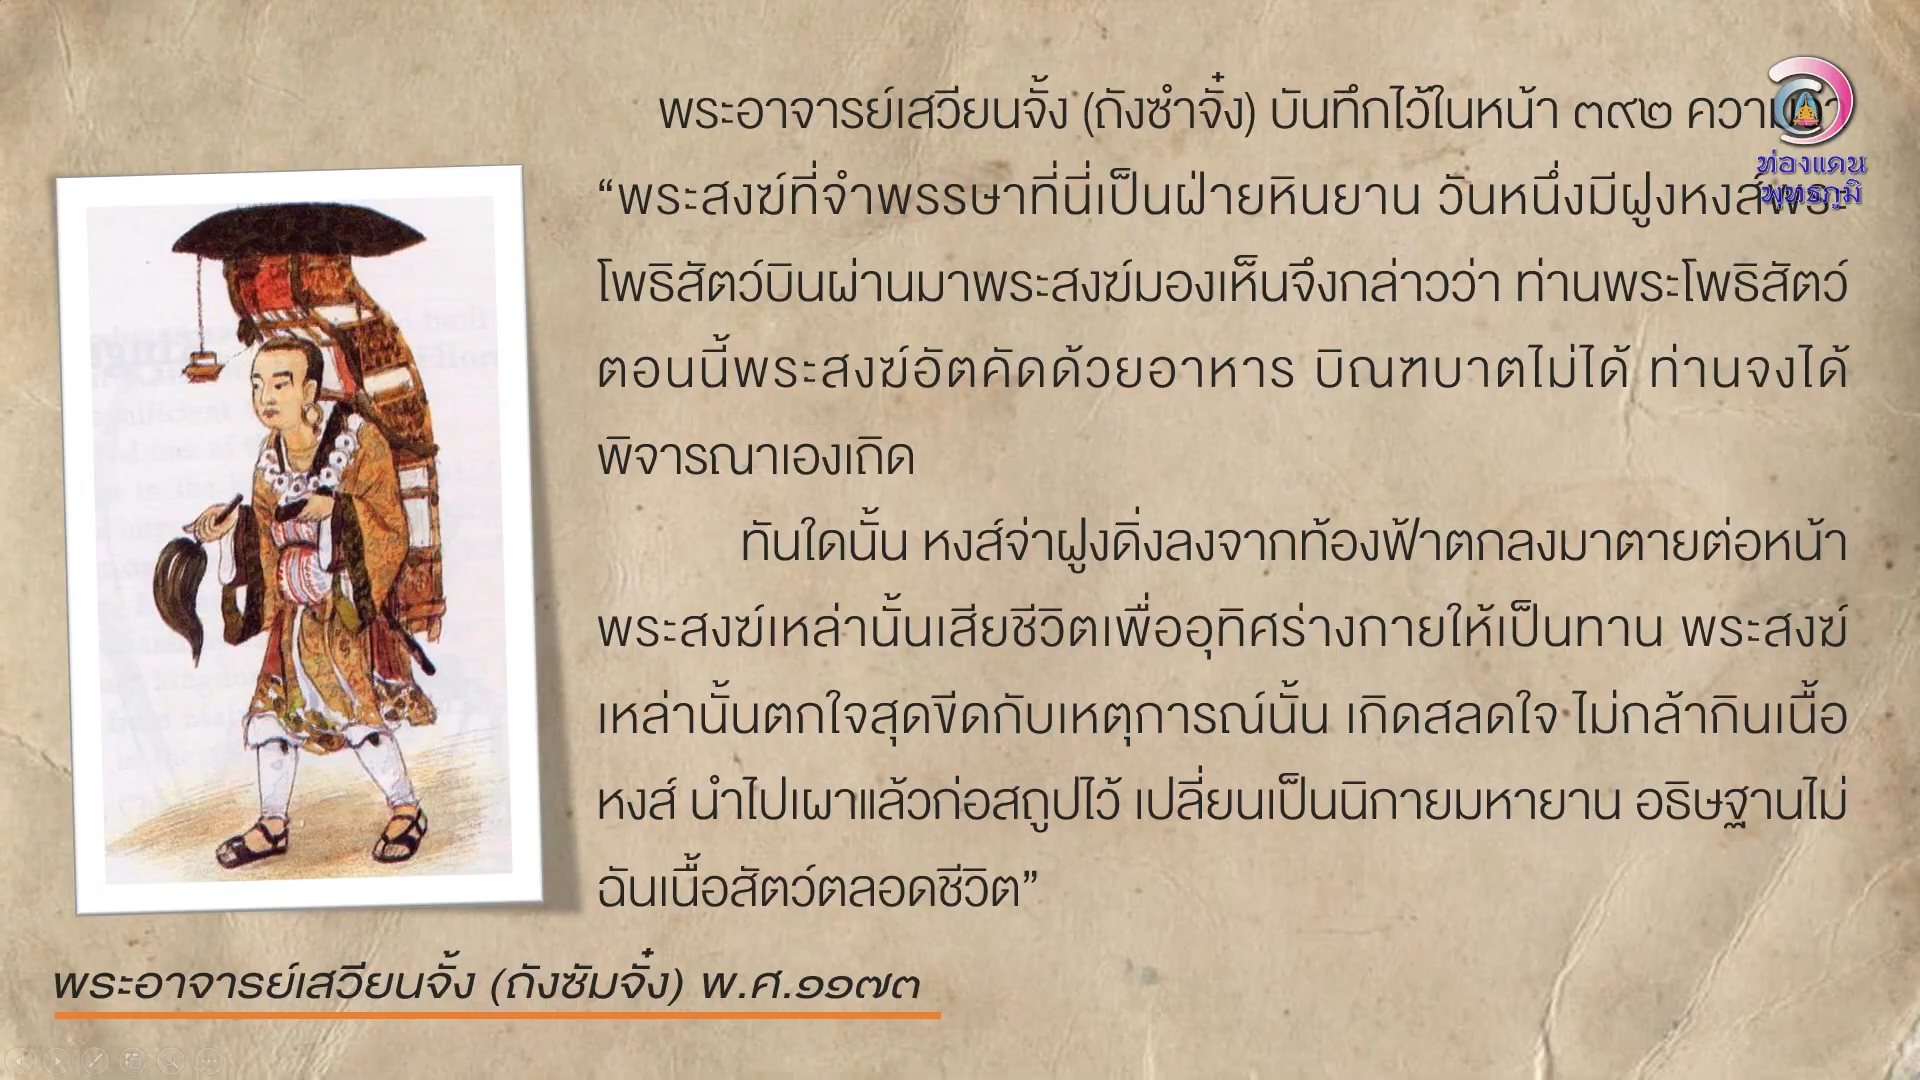 พระอาจารย์เสวียนจั้ง (ถังซำจั๋ง) บันทึกไว้ในหน้า ๓๙๒ ความว่า
“พระสงฆ์ที่จำพรรษาที่นี่เป็นฝ่ายหินยาน วันหนึ่งมีฝูงหงส์พระ
โพธิสัตว์บินผ่านมาพระสงฆ์มองเห็นจึงกล่าวว่า ท่านพระโพธิสัตว์
ตอนนี้พระสงฆ์อัตคัดด้วยอาหาร บิณฑบาตไม่ได้ ท่านจงได้
พิจารณาเองเถิด
ทันใดนั้น หงส์จ่าฝูงดิ่งลงจากท้องฟ้าตกลงมาตายต่อหน้า
พระสงฆ์เหล่านั้นเสียชีวิตเพื่ออุทิศร่างกายให้เป็นทาน พระสงฆ์
เหล่านั้นตกใจสุดขีดกับเหตุการณ์นั้น เกิดสลดใจ ไม่กล้ากินเนื้อ
หงส์ นำไปเผาแล้วก่อสถูปไว้ เปลี่ยนเป็นนิกายมหายาน อธิษฐานไม่
ฉันเนื้อสัตว์ตลอดชีวิต”
พระอาจารย์เสวียนจั้ง (ถังซัมจั๋ง) พ.ศ.๑๑๗๓
ท่องแดน
พุทธภูมิ